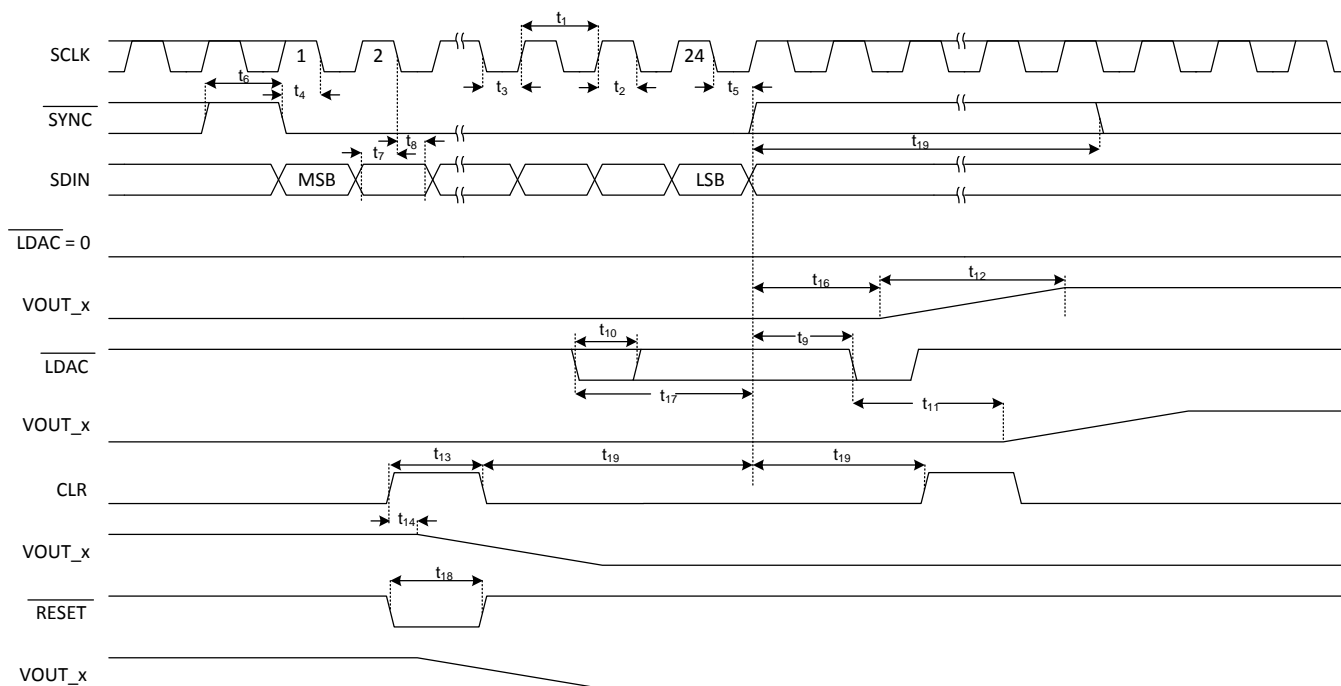 t1
SCLK
1
2
24
t6
t4
t3
t2
t5
SYNC
t8
t7
t19
SDIN
MSB
LSB
LDAC = 0
t16
t12
VOUT_x
t10
t9
LDAC
t17
t11
VOUT_x
t13
t19
t19
CLR
t14
VOUT_x
t18
RESET
VOUT_x